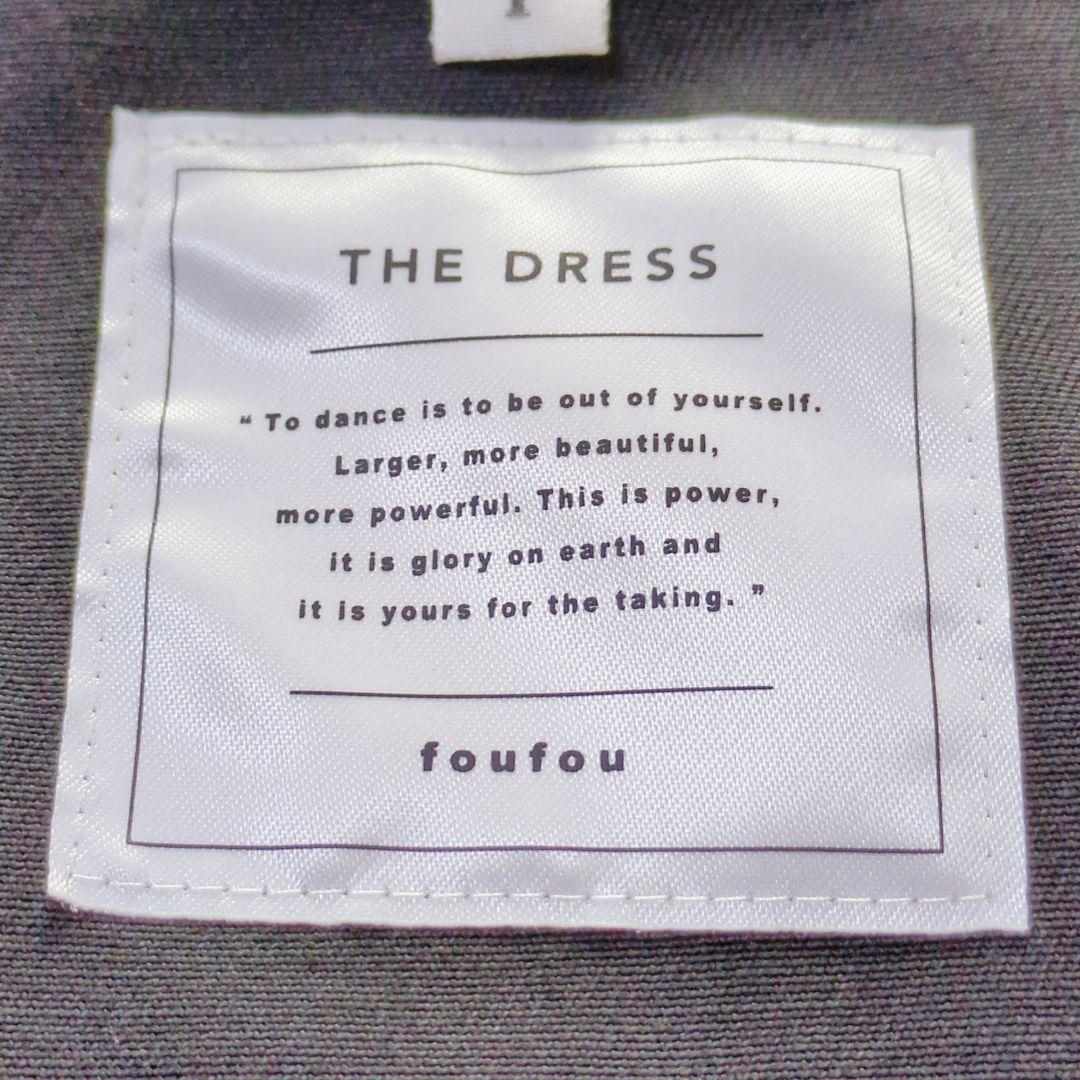 THE DRESS
“ To dance is to be out of yourself.
Larger, more beautiful,
more powerful. This is power,
it is glory on earth and
it is yours for the taking. ”
foufou